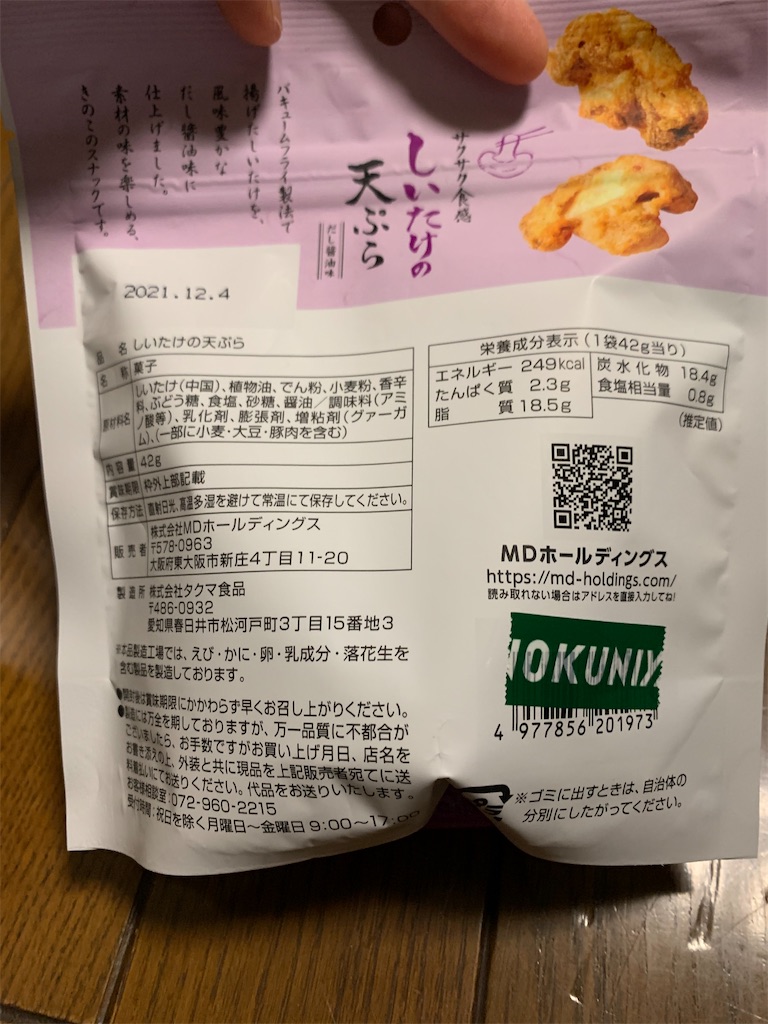 サクサク食感
しいたけの
天ぷら
だし醤油味
バキュームフライ製法で
揚げたしいたけを、
風味豊かな
だし醤油味に
仕上げました。
素材の味を楽しめる、
きのこのスナックです。
2021.12.4
品名 しいたけの天ぷら
名称 菓子
原材料名 しいたけ(中国)、植物油、でん粉、小麦粉、香辛
料、ぶどう糖、食塩、砂糖、醤油／調味料(アミ
ノ酸等)、乳化剤、膨張剤、増粘剤(グァーガ
ム)、(一部に小麦・大豆・豚肉を含む)
内容量 42g
賞味期限 枠外上部記載
保存方法 直射日光、高温多湿を避けて常温にて保存してください。
販売者 株式会社MDホールディングス
〒578-0963
大阪府東大阪市新庄4丁目11-20
製造所 株式会社タクマ食品
〒486-0932
愛知県春日井市松河戸町3丁目15番地3
※本品製造工場では、えび・かに・卵・乳成分・落花生を
含む製品を製造しております。
●開封後は賞味期限にかかわらず早くお召し上がりください。
●製造には万全を期しておりますが、万一品質に不都合が
ございましたら、お手数ですがお買い上げ月日、店名を
お書き添えの上、外装と共に現品を上記販売者宛てに送
料着払いにてお送りください。代品をお送りいたします。
お客様相談室:072-960-2215
受付時間:祝日を除く月曜日～金曜日 9:00～17:00
栄養成分表示(1袋42g当り)
エネルギー 249kcal 炭水化物 18.4g
たんぱく質 2.3g 食塩相当量 0.8g
脂質 18.5g
(推定値)
MDホールディングス
https://md-holdings.com/
読み取れない場合はアドレスを直接入力してね!
OKUNI
4 977856 201973
※ゴミに出すときは、自治体の
分別にしたがってください。